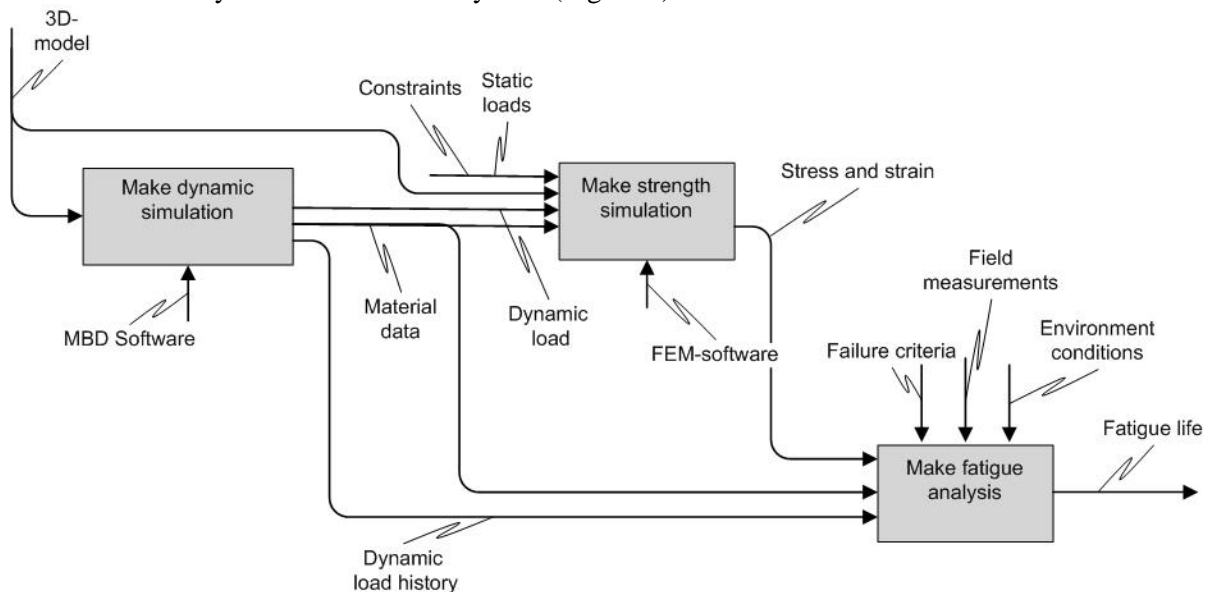 3D-
model
Constraints
Static
loads
Make dynamic
simulation
Make strength
simulation
Stress and strain
MBD Software
Material
data
Dynamic
load
FEM-software
Field
measurements
Environment
conditions
Failure criteria
Make fatigue
analysis
Fatigue life
Dynamic
load history